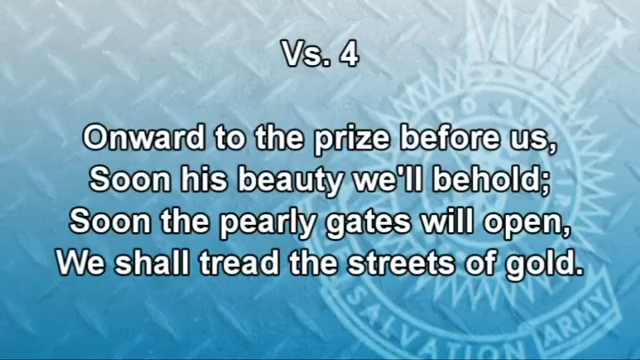 Vs. 4
Onward to the prize before us,
Soon his beauty we'll behold;
Soon the pearly gates will open,
We shall tread the streets of gold.
SALVATION ARMY